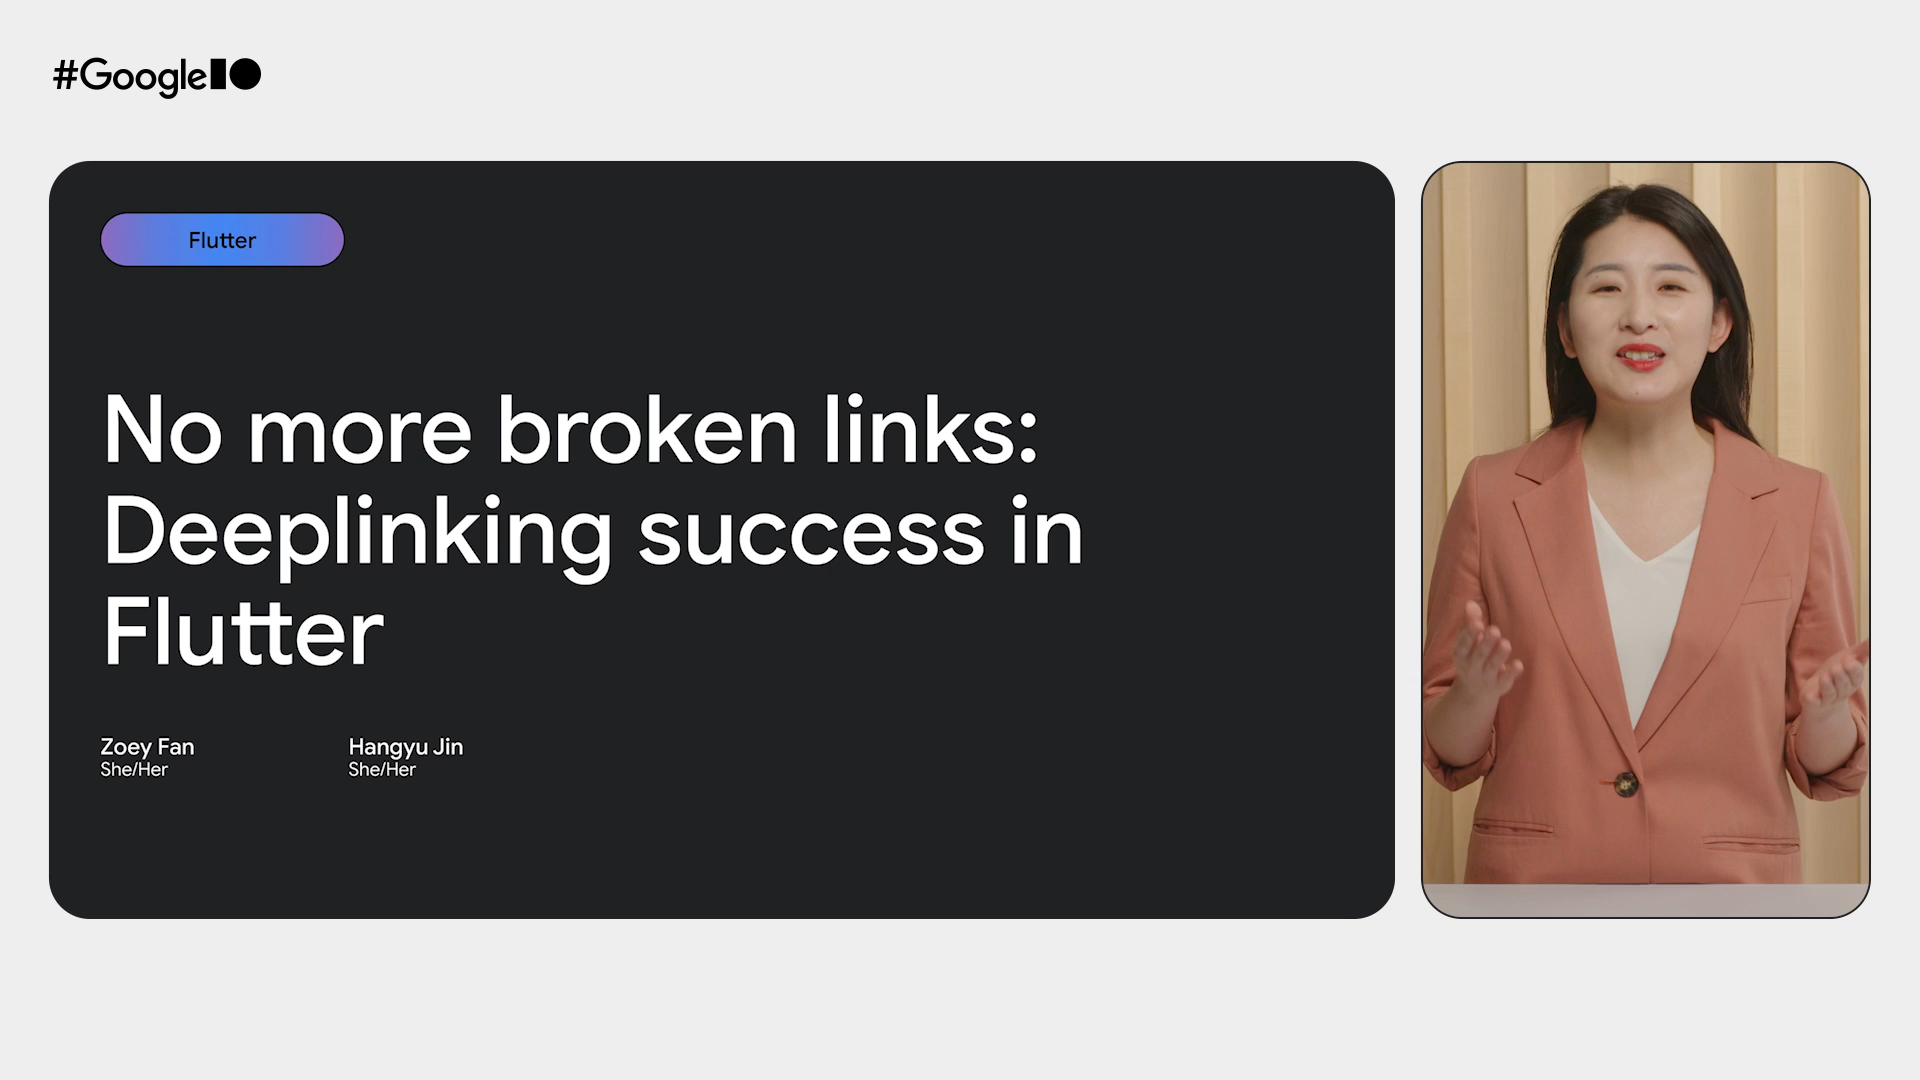 #GoogleIO
Flutter
No more broken links:
Deeplinking success in
Flutter
Zoey Fan
She/Her
Hangyu Jin
She/Her